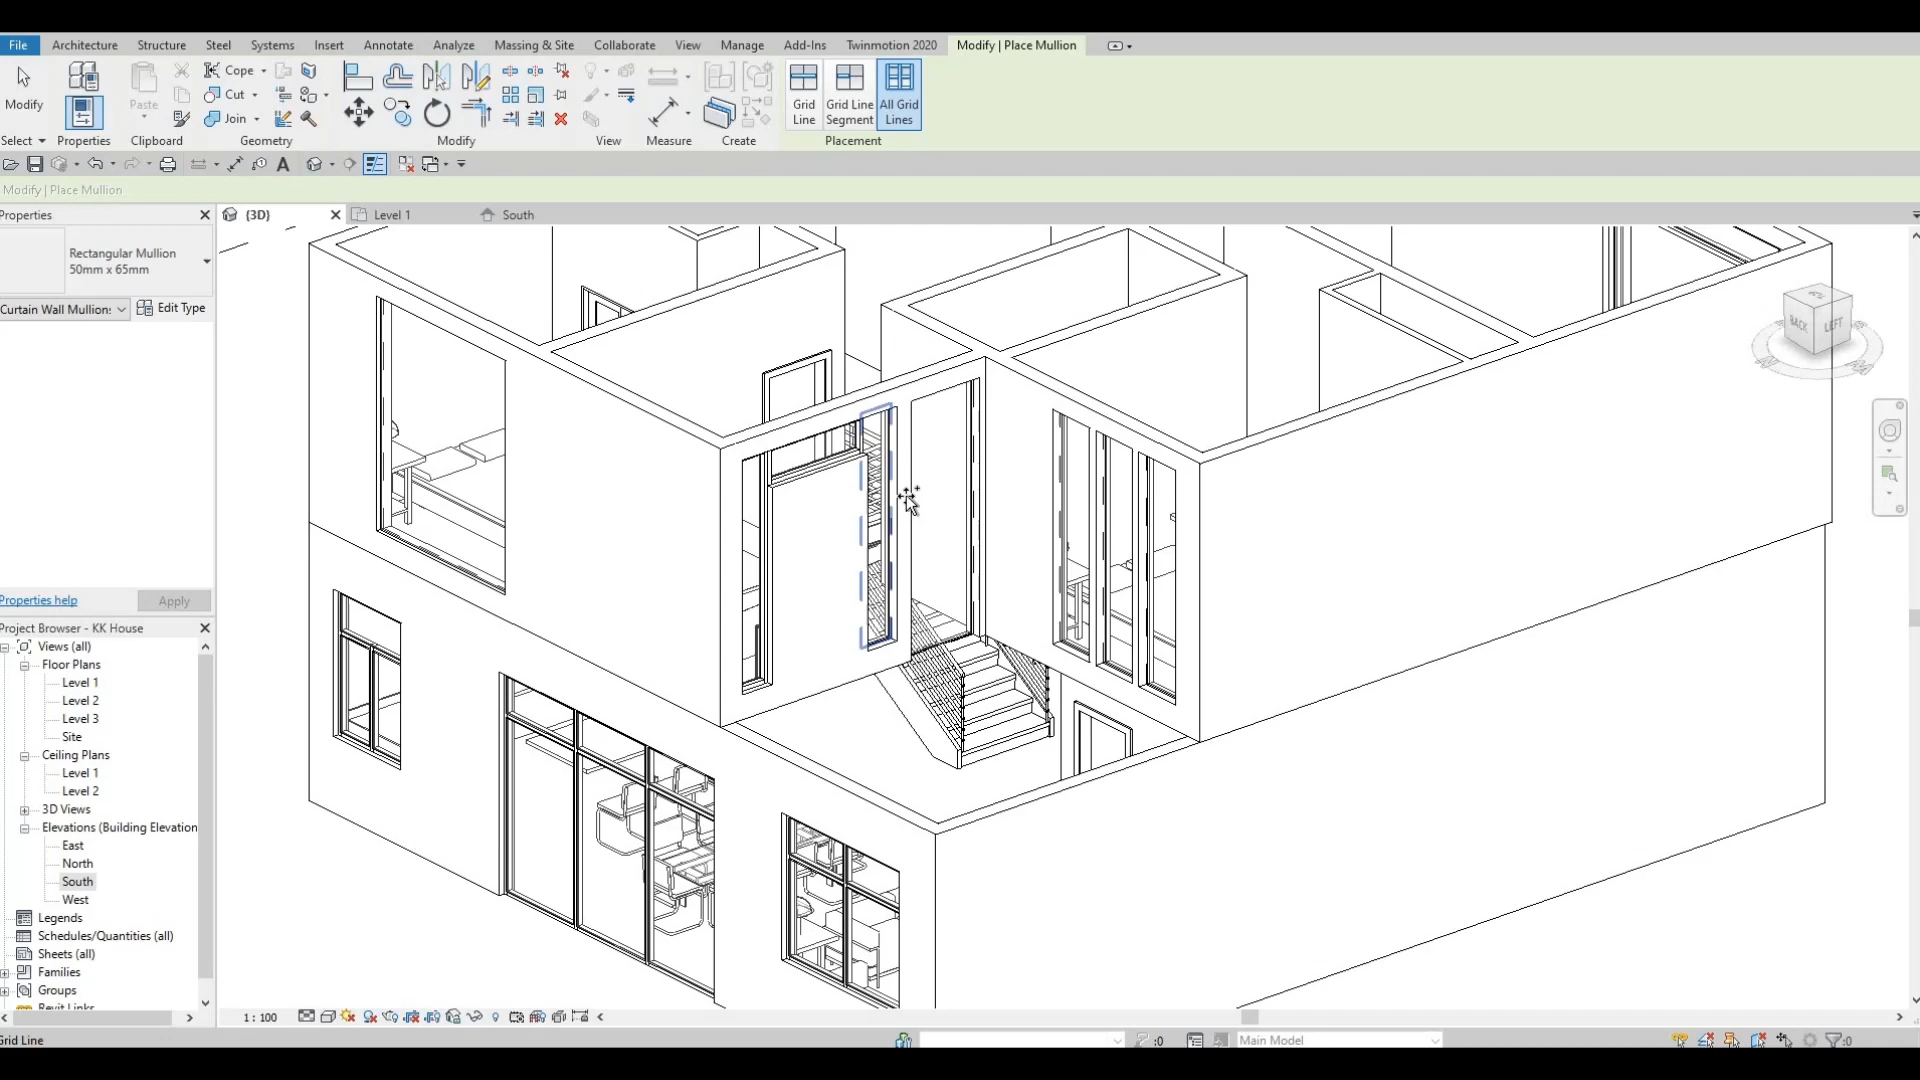 File Architecture Structure Steel Systems Insert Annotate Analyze Massing & Site Collaborate View Manage Add-Ins Twinmotion 2020 Modify | Place Mullion
Modify
Paste
Cope
Cut
Join
Grid Line
Grid Line Segment
All Grid Lines
Select Properties Clipboard Geometry Modify View Measure Create Placement
Modify | Place Mullion
Properties
{3D} Level 1 South
Rectangular Mullion
50mm x 65mm
Curtain Wall Mullion:
Edit Type
BACK LEFT
Properties help
Apply
Project Browser - KK House
Views (all)
Floor Plans
Level 1
Level 2
Level 3
Site
Ceiling Plans
Level 1
Level 2
3D Views
Elevations (Building Elevation
East
North
South
West
Legends
Schedules/Quantities (all)
Sheets (all)
Families
Groups
Revit Links
1 : 100
Grid Line
:0
Main Model
:0